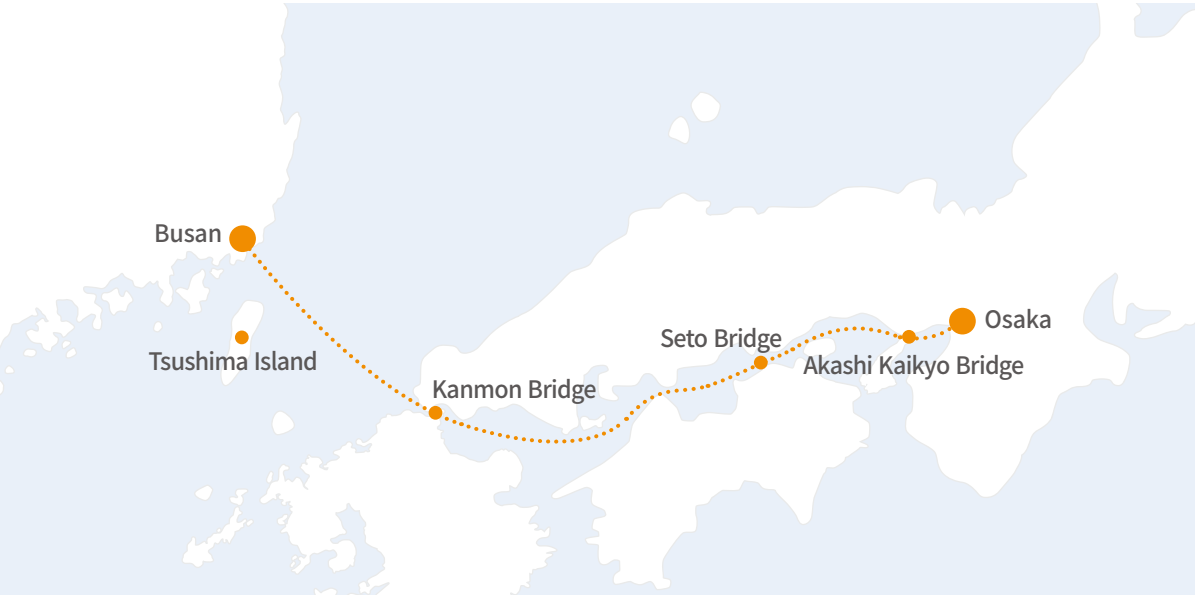 Busan
Tsushima Island
Kanmon Bridge
Seto Bridge
Osaka
Akashi Kaikyo Bridge